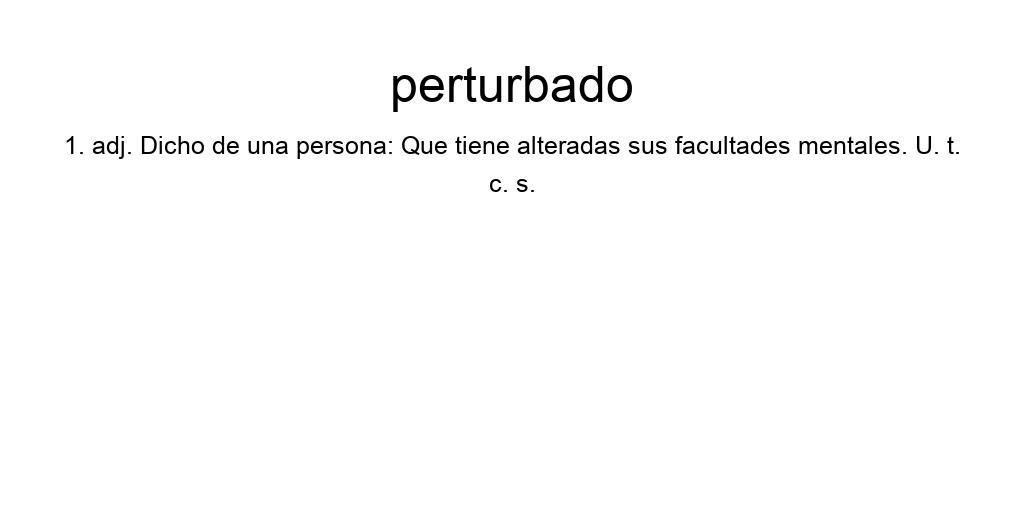 perturbado
1. adj. Dicho de una persona: Que tiene alteradas sus facultades mentales. U. t.
c. s.